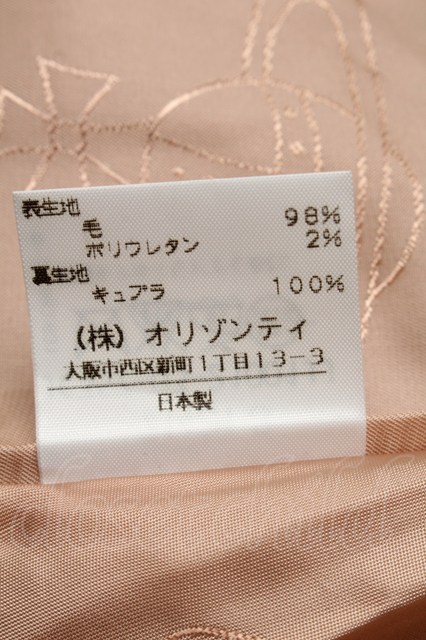 表生地
毛 98%
ポリウレタン 2%
裏生地
キュプラ 100%
(株) オリゾンティ
大阪市西区新町1丁目13-3
日本製